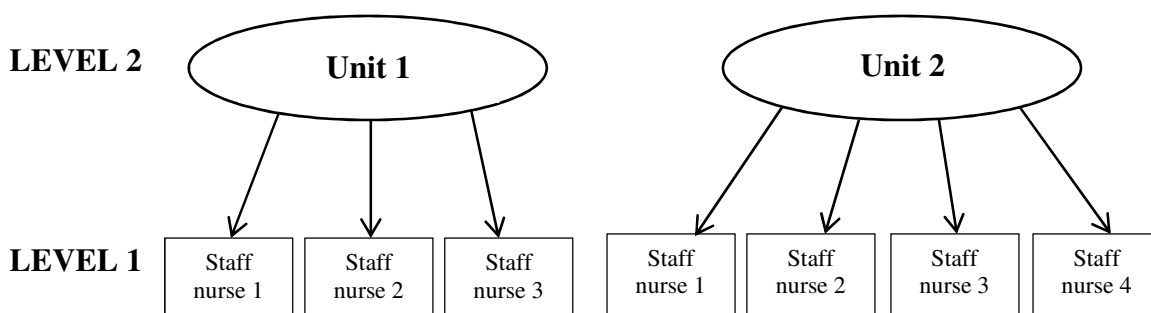 LEVEL 2
Unit 1
Unit 2
LEVEL 1
Staff
nurse 1
Staff
nurse 2
Staff
nurse 3
Staff
nurse 1
Staff
nurse 2
Staff
nurse 3
Staff
nurse 4